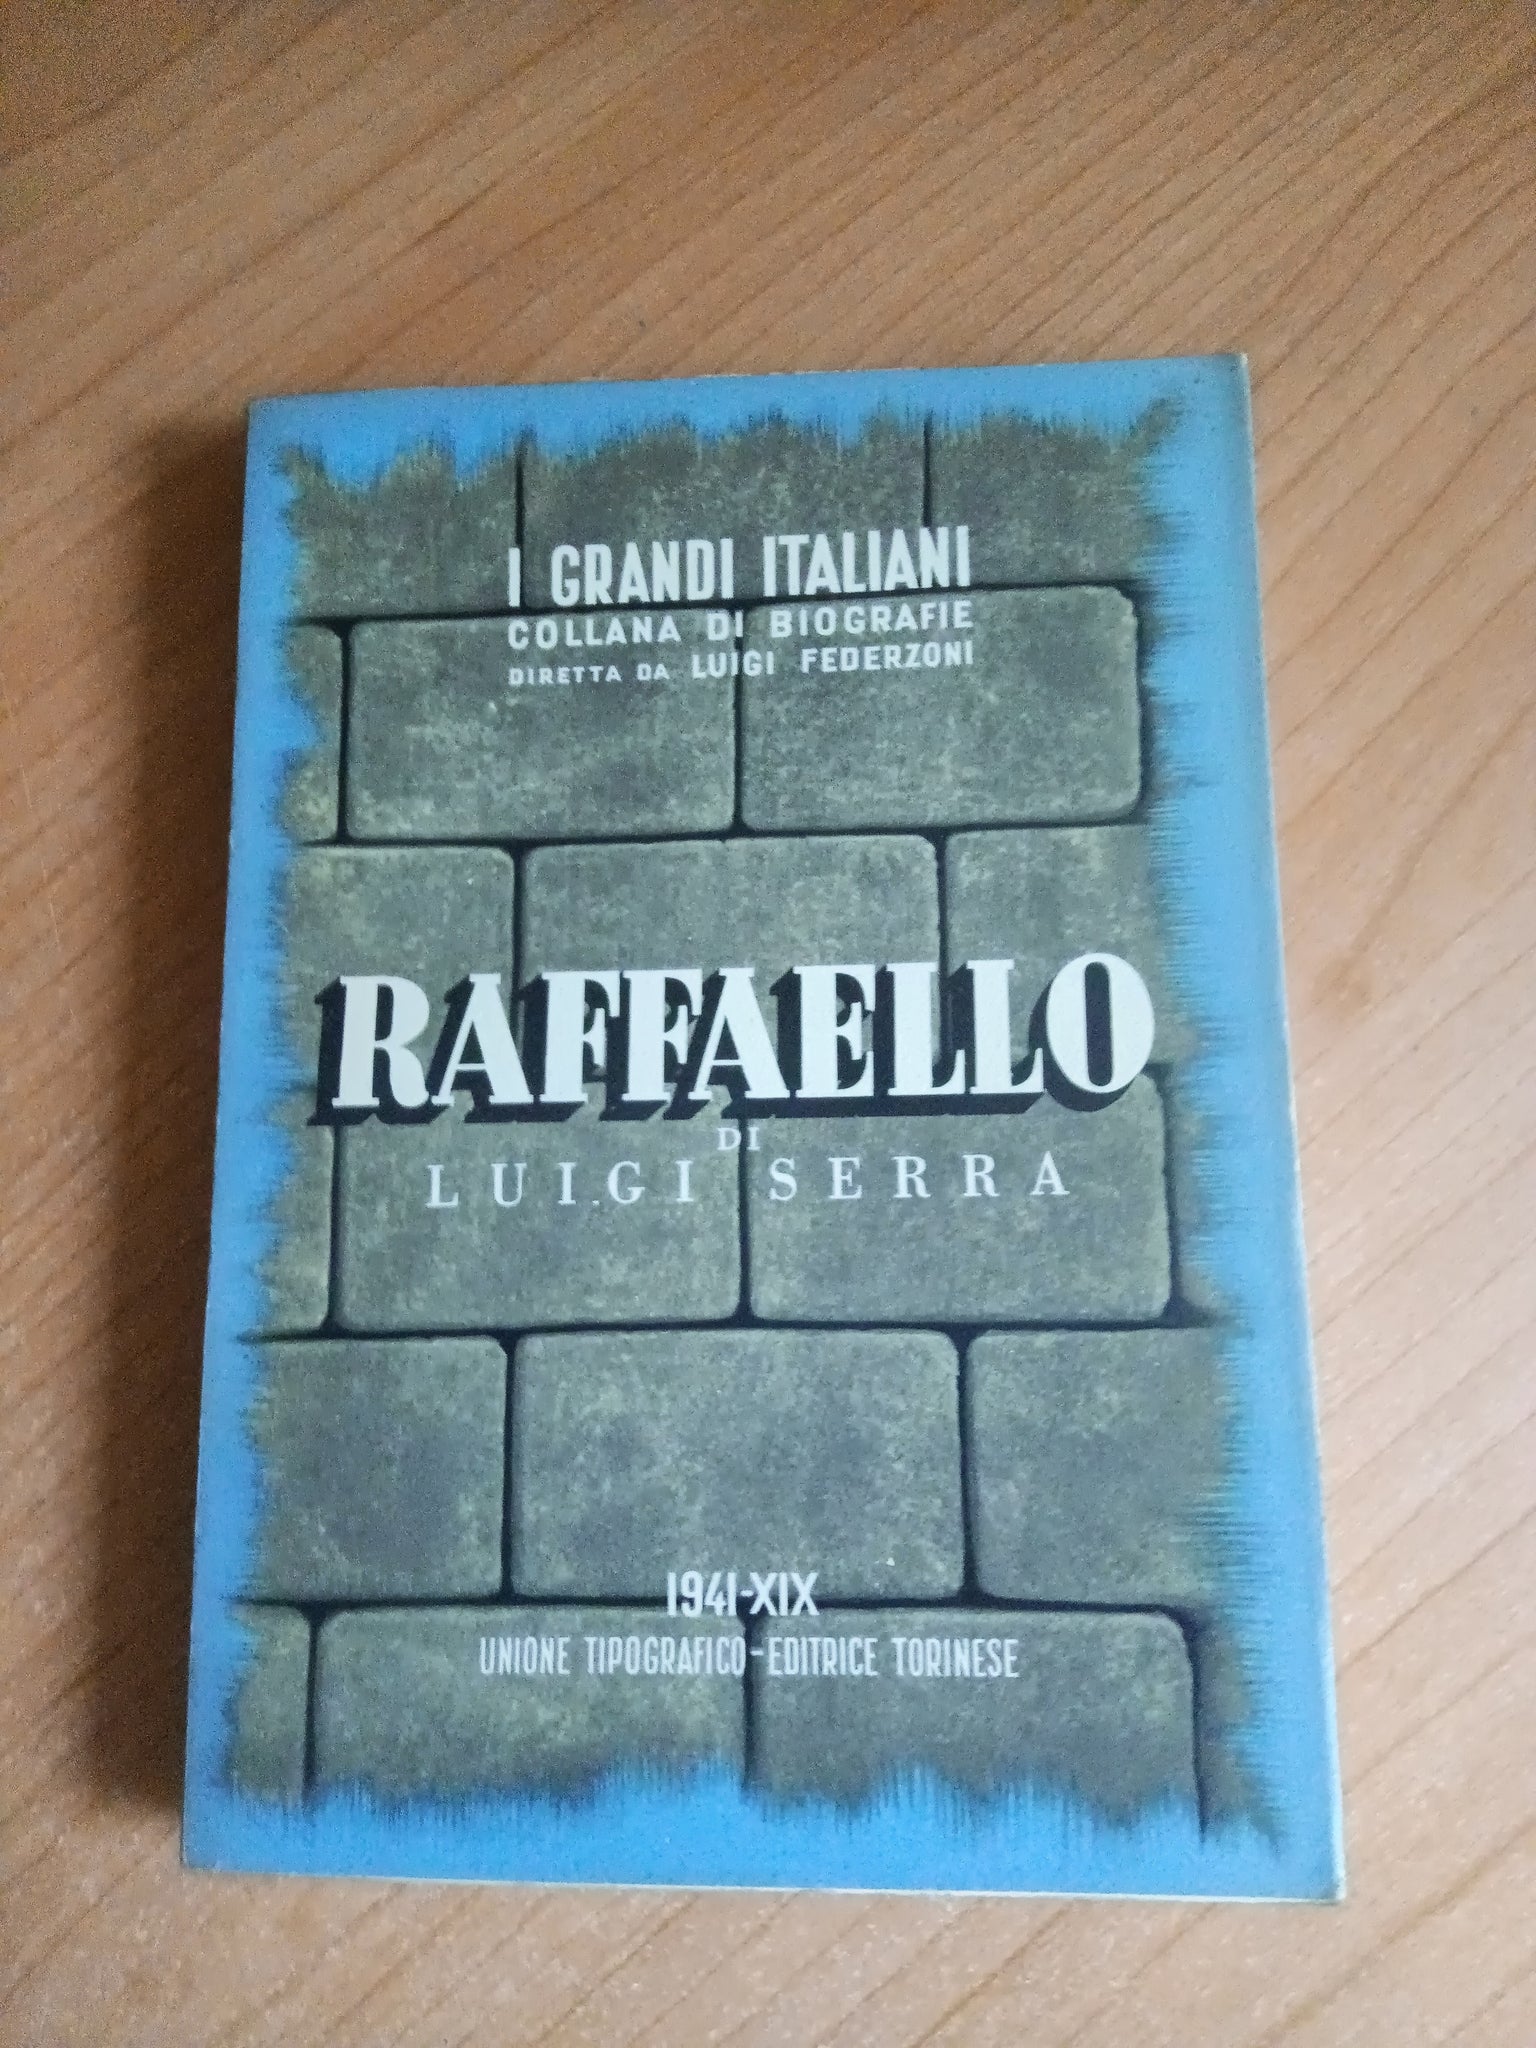 I GRANDI ITALIANI
COLLANA DI BIOGRAFIE
DIRETTA DA LUIGI FEDERZONI
RAFFAELLO
DI
LUIGI SERRA
1941-XIX
UNIONE TIPOGRAFICO-EDITRICE TORINESE